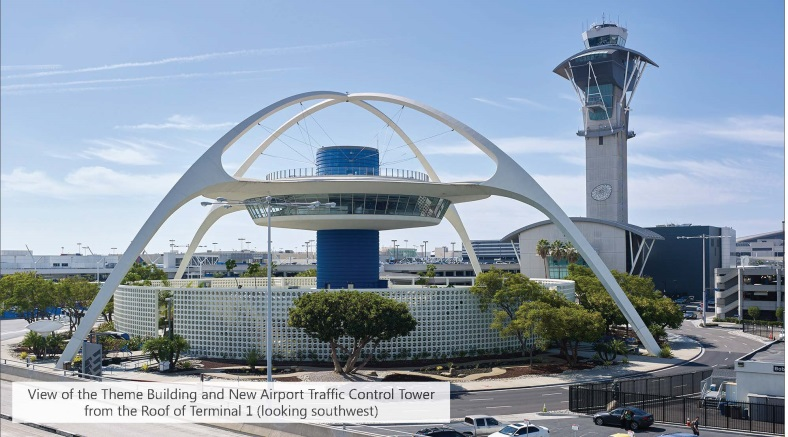 View of the Theme Building and New Airport Traffic Control Tower
from the Roof of Terminal 1 (looking southwest)